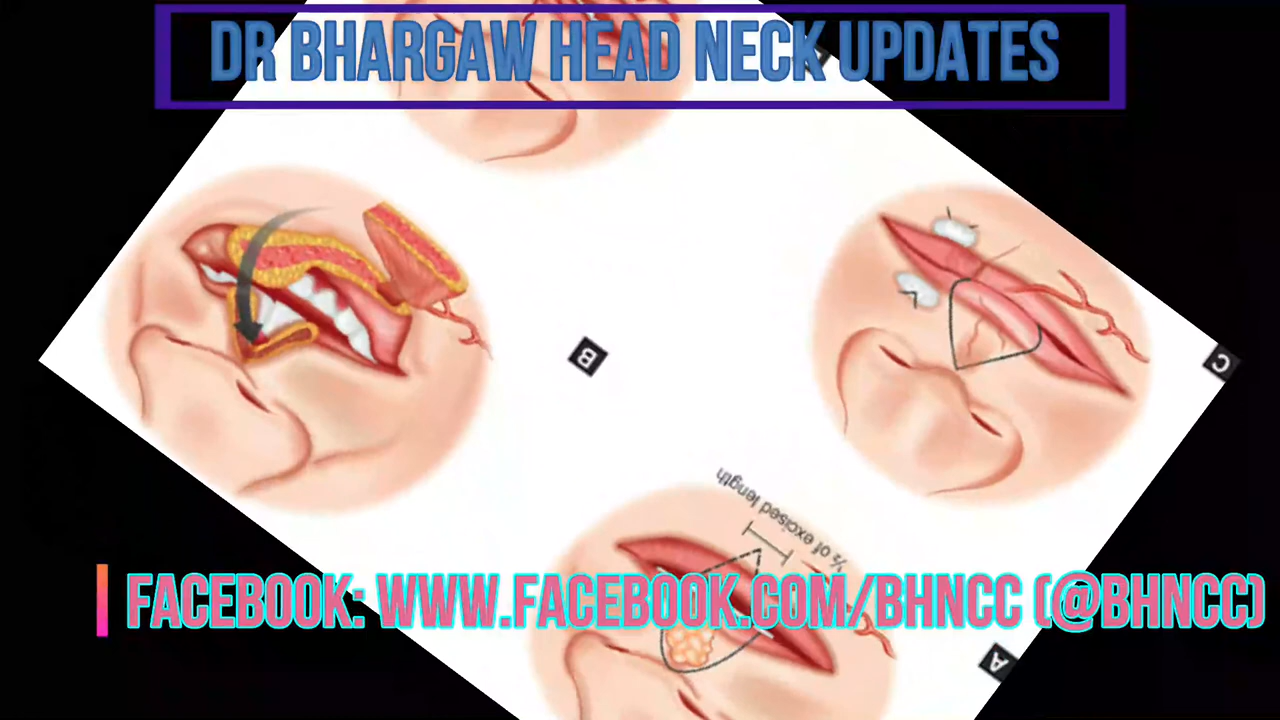 DR BHARGAW HEAD NECK UPDATES
B
C
½ of excised length
FACEBOOK: WWW.FACEBOOK.COM/BHNCC (@BHNCC)
A